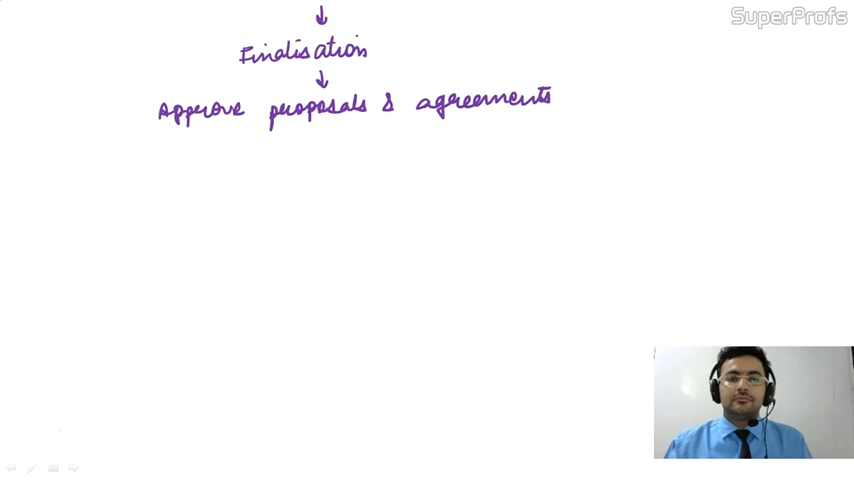 SuperProfs
↓
Finalisation
↓
Approve proposals & agreements